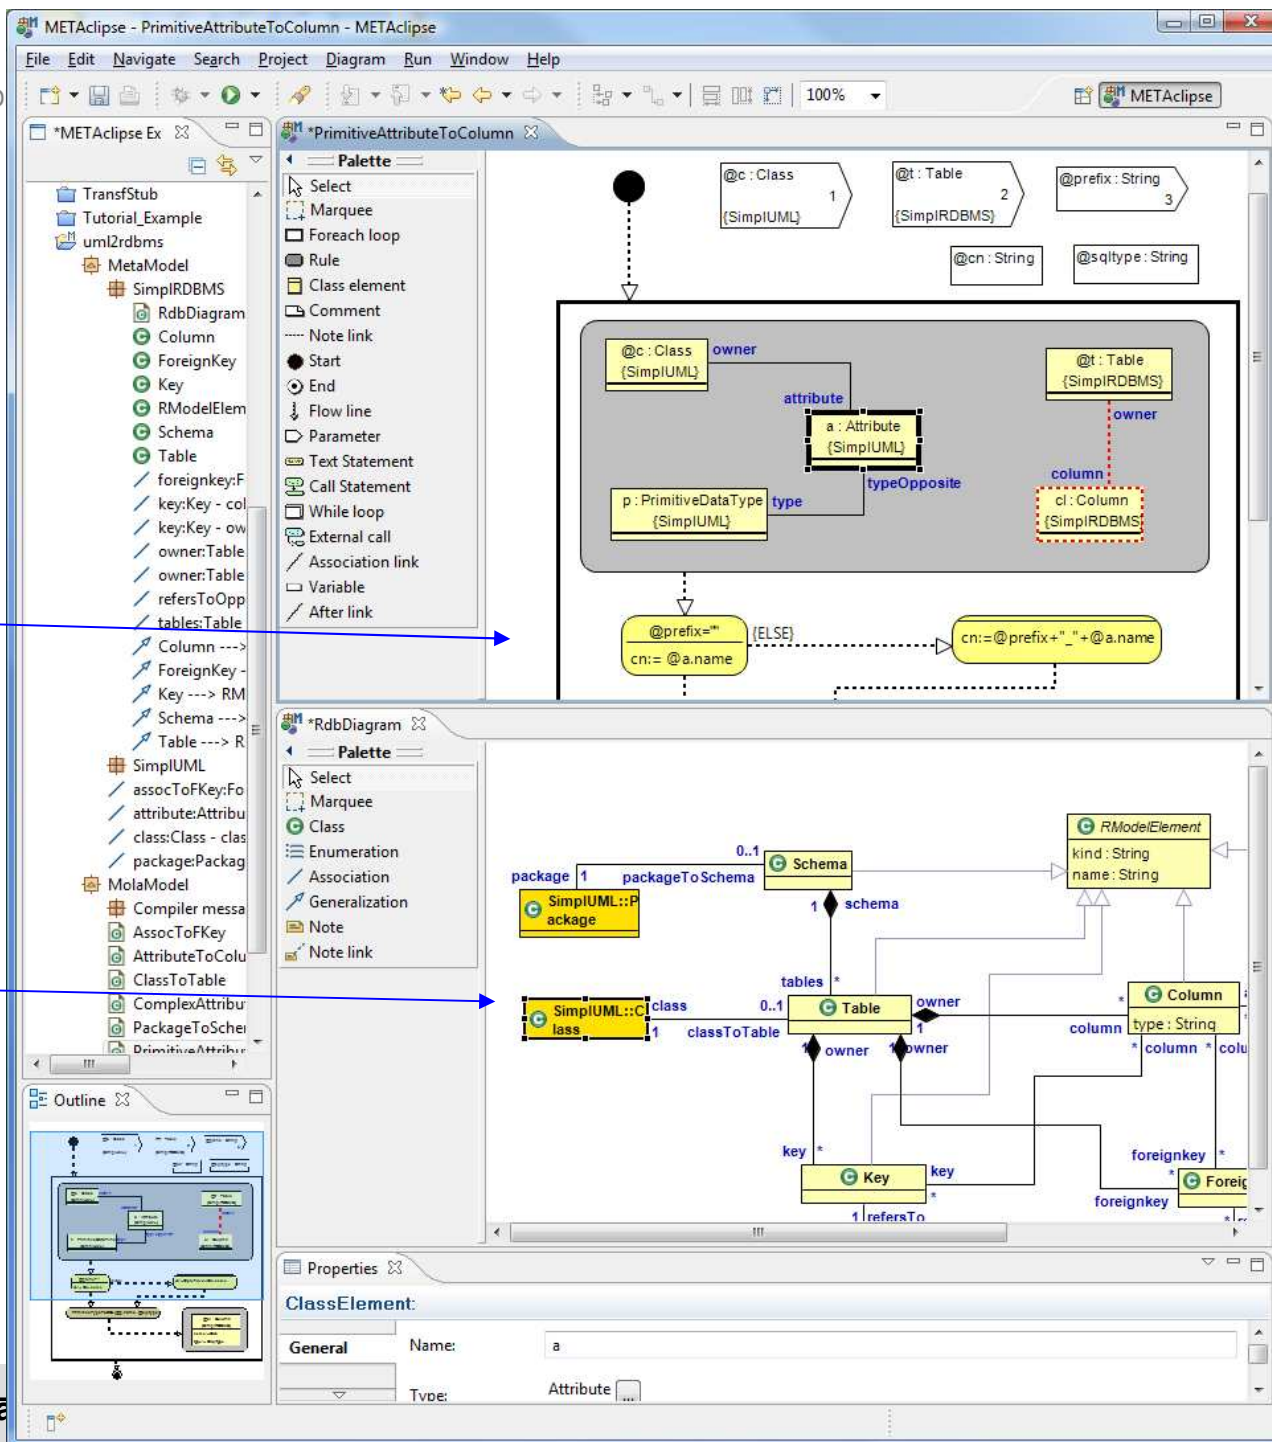 METAclipse - PrimitiveAttributeToColumn - METAclipse
File Edit Navigate Search Project Diagram Run Window Help
100%
METAclipse
*METAclipse Ex
TransfStub
Tutorial_Example
uml2rdbms
MetaModel
SimplRDBMS
RdbDiagram
Column
ForeignKey
Key
RModelElem
Schema
Table
foreignkey:F
key:Key - col
key:Key - ow
owner:Table
owner:Table
refersToOpp
tables:Table
Column --->
ForeignKey -
Key ---> RM
Schema --->
Table ---> R
SimplUML
assocToFKey:Fo
attribute:Attribu
class:Class - clas
package:Packag
MolaModel
Compiler messa
AssocToFKey
AttributeToColu
ClassToTable
ComplexAttribu
PackageToScher
PrimitiveAttribu
*PrimitiveAttributeToColumn
Palette
Select
Marquee
Foreach loop
Rule
Class element
Comment
Note link
Start
End
Flow line
Parameter
Text Statement
Call Statement
While loop
External call
Association link
Variable
After link
@c : Class
1
{SimplUML}
@t : Table
2
{SimplRDBMS}
@prefix : String
3
@cn : String
@sqltype : String
@c : Class
{SimplUML}
owner
attribute
a : Attribute
{SimplUML}
typeOpposite
p : PrimitiveDataType
{SimplUML}
type
@t : Table
{SimplRDBMS}
owner
column
cl : Column
{SimplRDBMS
@prefix=""
cn:= @a.name
{ELSE}
cn:=@prefix+"_"+@a.name
*RdbDiagram
Palette
Select
Marquee
Class
Enumeration
Association
Generalization
Note
Note link
RModelElement
kind : String
name : String
0..1
Schema
package 1
packageToSchema
SimplUML::P
ackage
1
schema
tables *
SimplUML::C
lass
class
1
0..1
classToTable
Table
owner
1
*
column
Column
type : String
1 owner
1 owner
* column
* colu
key *
Key
key
*
foreignkey *
*
foreignkey
Foreig
1 refersTo
Outline
Properties
ClassElement:
General
Name:
a
Type:
Attribute
...